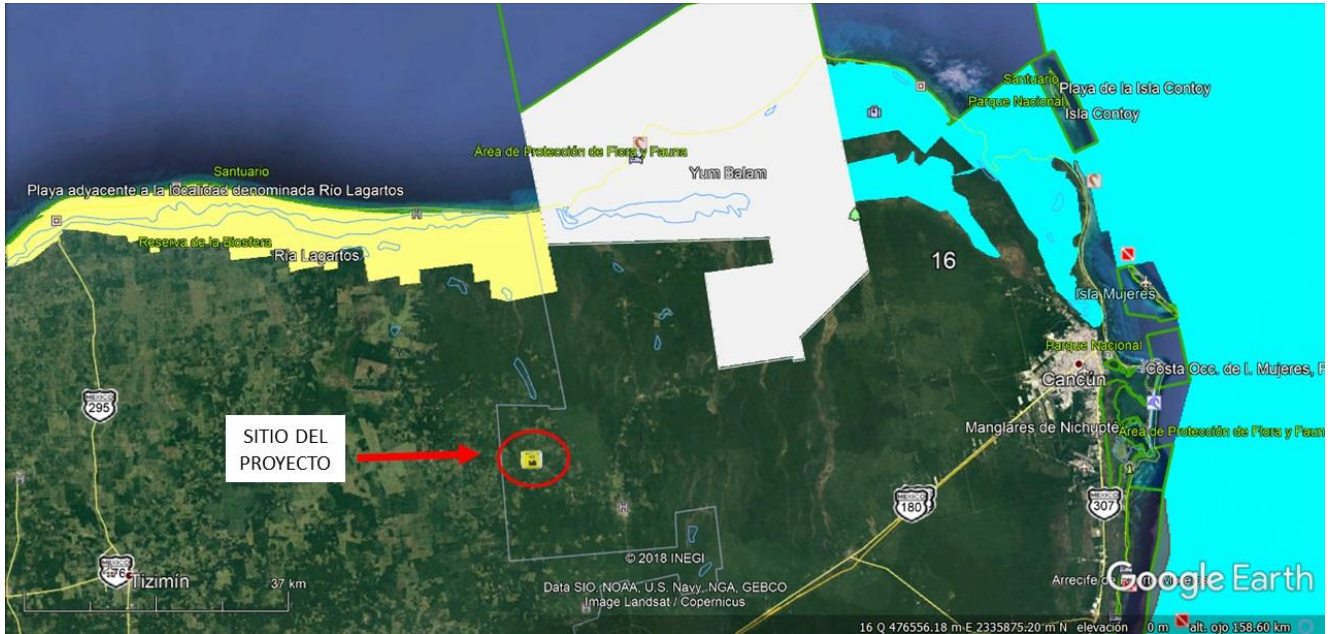 Santuario
Playa de la Isla Contoy
Parque Nacional
Isla Contoy
Área de Protección de Flora y Fauna
Yum Balam
Santuario
Playa adyacente a la localidad denominada Río Lagartos
Reserva de la Biosfera
Ría Lagartos
16
Isla Mujeres
Parque Nacional
Costa Occ. de I. Mujeres, P
Cancún
MEXICO
295
SITIO DEL
PROYECTO
Manglares de Nichupté
Área de Protección de Flora y Fauna
MEXICO
180
MEXICO
307
© 2018 INEGI
Tizimín
37 km
Data SIO, NOAA, U.S. Navy, NGA, GEBCO
Image Landsat / Copernicus
Arrecife de
Google Earth
16 Q 476556.18 m E 2335875.20 m N elevación 0 m alt. ojo 158.60 km